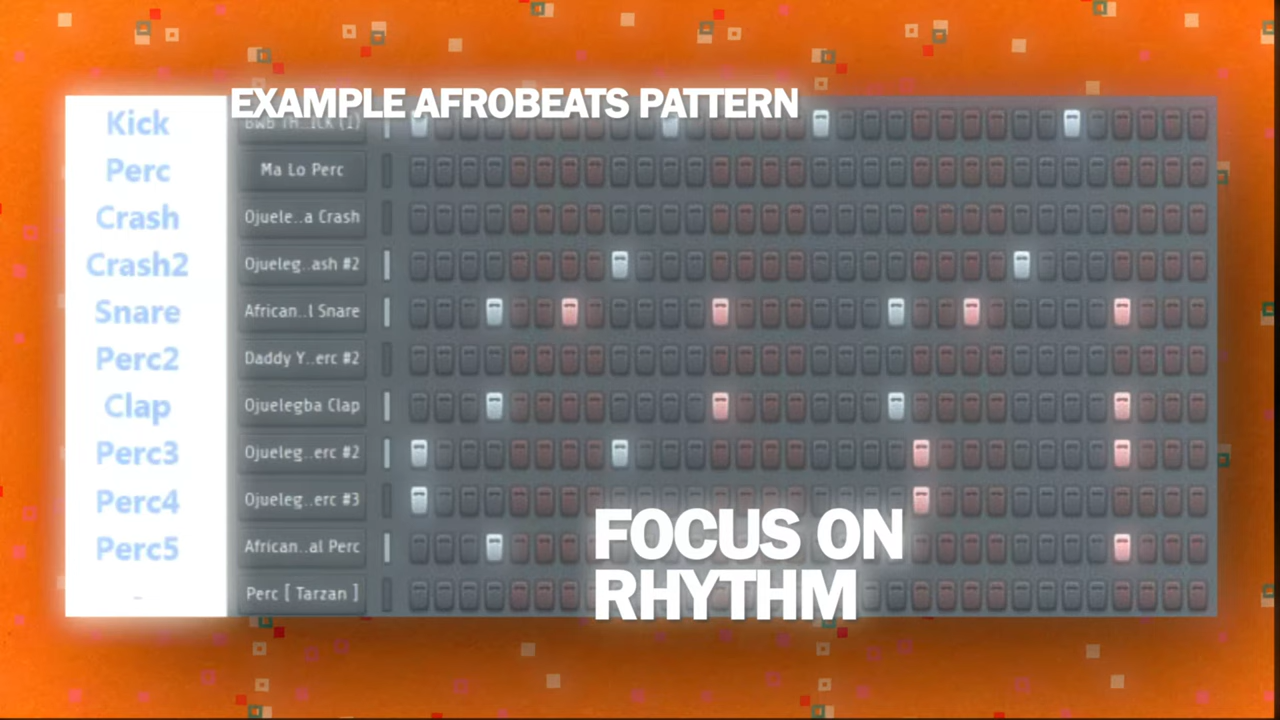 EXAMPLE AFROBEATS PATTERN
Kick
Perc Ma Lo Perc
Crash Ojuele..a Crash
Crash2 Ojueleg..ash #2
Snare African..l Snare
Perc2 Daddy Y..erc #2
Clap Ojuelegba Clap
Perc3 Ojueleg..erc #2
Perc4 Ojueleg..erc #3
Perc5 African..al Perc
Perc [ Tarzan ]
FOCUS ON
RHYTHM